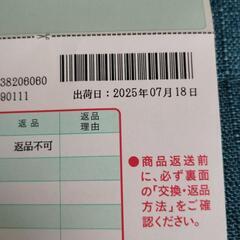 38206060
90111
出荷日：2025年07月18日
返品
返品
理由
返品不可
●商品返送前
に、必ず裏面
の「交換・返品
方法」をご確
認ください。